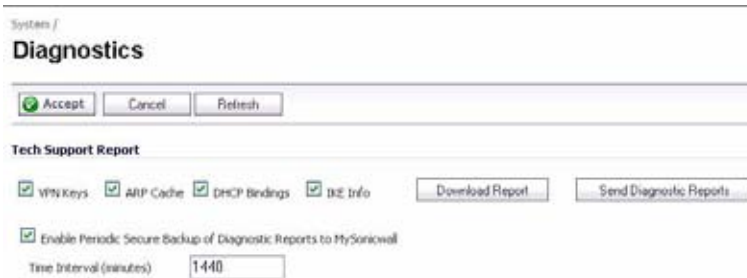 System /
Diagnostics
Accept Cancel Refresh
Tech Support Report
VPN Keys ARP Cache DHCP Bindings IKE Info Download Report Send Diagnostic Reports
Enable Periodic Secure Backup of Diagnostic Reports to MySonicwall
Time Interval (minutes) 1440